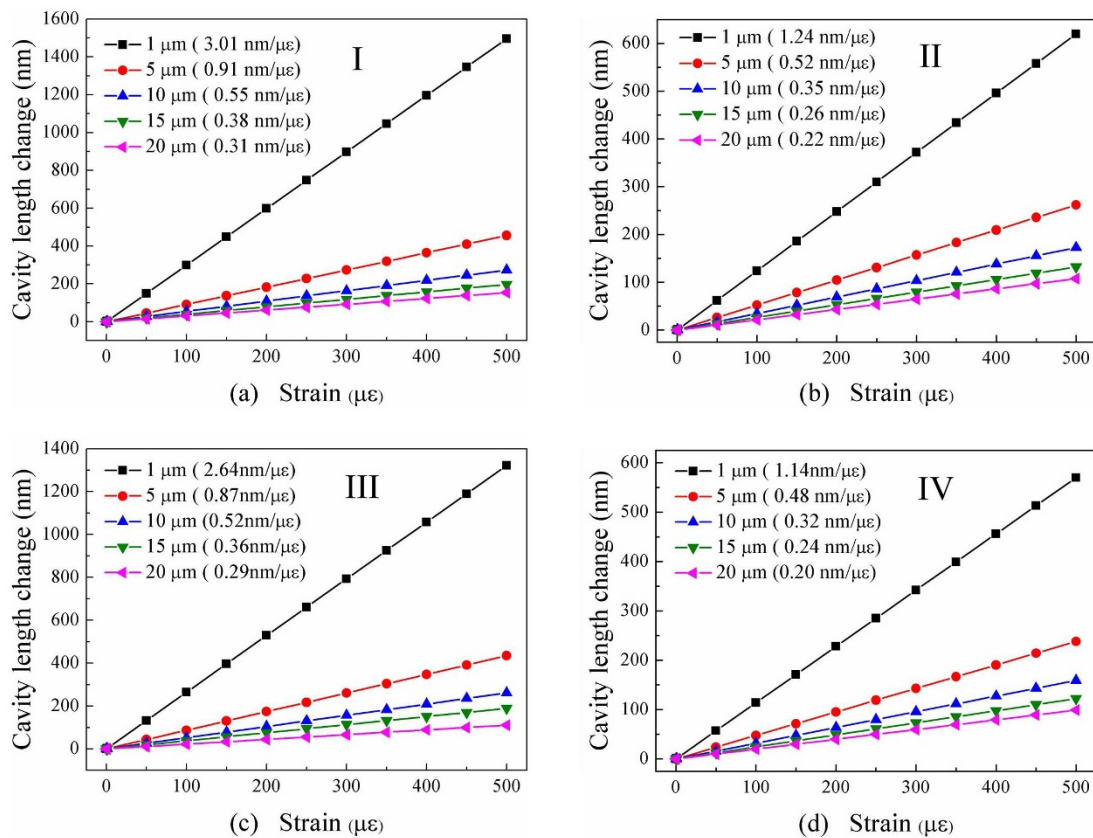 I
1 μm ( 3.01 nm/με)
5 μm ( 0.91 nm/με)
10 μm ( 0.55 nm/με)
15 μm ( 0.38 nm/με)
20 μm ( 0.31 nm/με)
Cavity length change (nm)
1600
1400
1200
1000
800
600
400
200
0
0 100 200 300 400 500
(a) Strain (με)
II
1 μm ( 1.24 nm/με)
5 μm ( 0.52 nm/με)
10 μm ( 0.35 nm/με)
15 μm ( 0.26 nm/με)
20 μm ( 0.22 nm/με)
Cavity length change (nm)
600
500
400
300
200
100
0
0 100 200 300 400 500
(b) Strain (με)
III
1 μm ( 2.64nm/με)
5 μm ( 0.87nm/με)
10 μm (0.52nm/με)
15 μm ( 0.36nm/με)
20 μm ( 0.29nm/με)
Cavity length change (nm)
1400
1200
1000
800
600
400
200
0
0 100 200 300 400 500
(c) Strain (με)
IV
1 μm ( 1.14nm/με)
5 μm ( 0.48 nm/με)
10 μm ( 0.32 nm/με)
15 μm ( 0.24 nm/με)
20 μm (0.20 nm/με)
Cavity length change (nm)
600
500
400
300
200
100
0
0 100 200 300 400 500
(d) Strain (με)